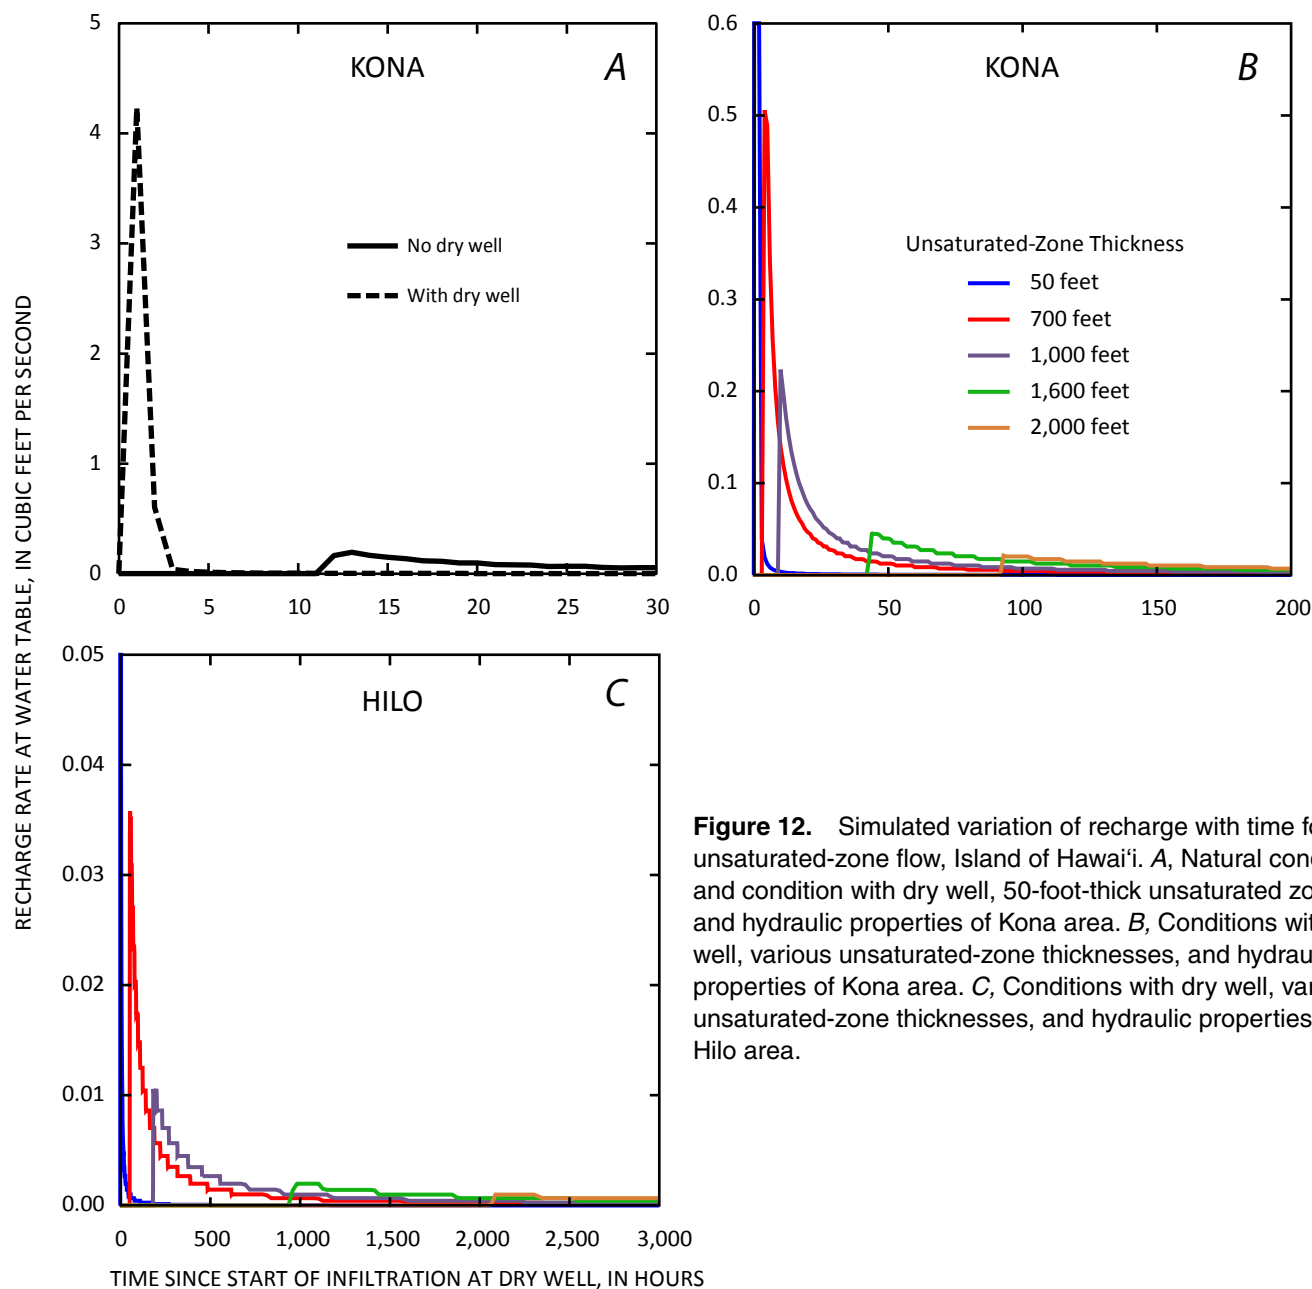 RECHARGE RATE AT WATER TABLE, IN CUBIC FEET PER SECOND
KONA
A
5
4
3
2
1
0
No dry well
With dry well
0 5 10 15 20 25 30
KONA
B
0.6
0.5
0.4
0.3
0.2
0.1
0.0
Unsaturated-Zone Thickness
50 feet
700 feet
1,000 feet
1,600 feet
2,000 feet
0 50 100 150 200
HILO
C
0.05
0.04
0.03
0.02
0.01
0.00
0 500 1,000 1,500 2,000 2,500 3,000
TIME SINCE START OF INFILTRATION AT DRY WELL, IN HOURS
Figure 12. Simulated variation of recharge with time
unsaturated-zone flow, Island of Hawai‘i. A, Natural
and condition with dry well, 50-foot-thick unsaturated
and hydraulic properties of Kona area. B, Conditions
well, various unsaturated-zone thicknesses, and
properties of Kona area. C, Conditions with dry well,
unsaturated-zone thicknesses, and hydraulic properties
Hilo area.